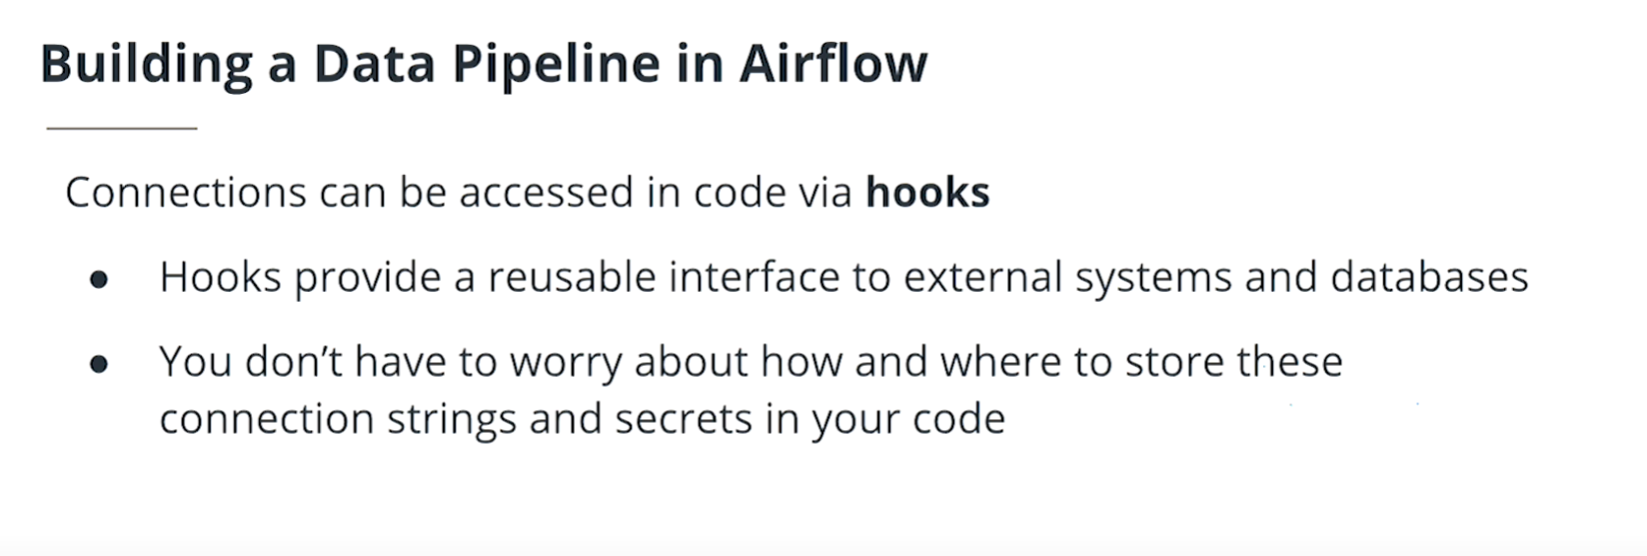 Building a Data Pipeline in Airflow
Connections can be accessed in code via hooks
● Hooks provide a reusable interface to external systems and databases
● You don’t have to worry about how and where to store these
connection strings and secrets in your code